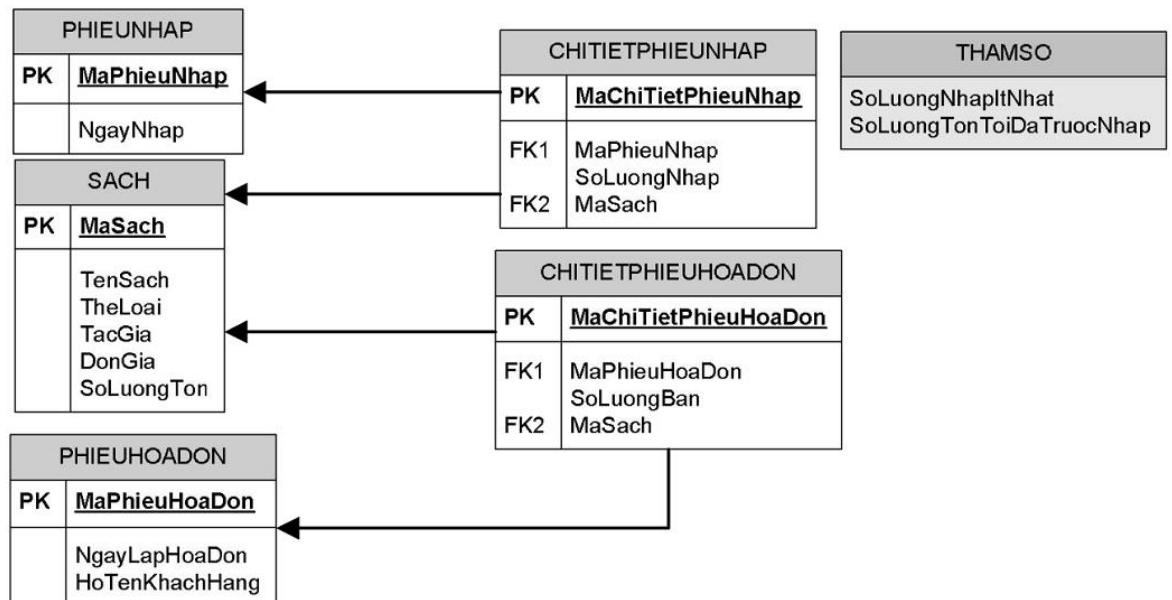 PHIEUNHAP
PK MaPhieuNhap
NgayNhap
SACH
PK MaSach
TenSach
TheLoai
TacGia
DonGia
SoLuongTon
PHIEUHOADON
PK MaPhieuHoaDon
NgayLapHoaDon
HoTenKhachHang
CHITIETPHIEUNHAP
PK MaChiTietPhieuNhap
FK1 MaPhieuNhap
SoLuongNhap
FK2 MaSach
CHITIETPHIEUHOADON
PK MaChiTietPhieuHoaDon
FK1 MaPhieuHoaDon
SoLuongBan
FK2 MaSach
THAMSO
SoLuongNhapItNhat
SoLuongTonToiDaTruocNhap